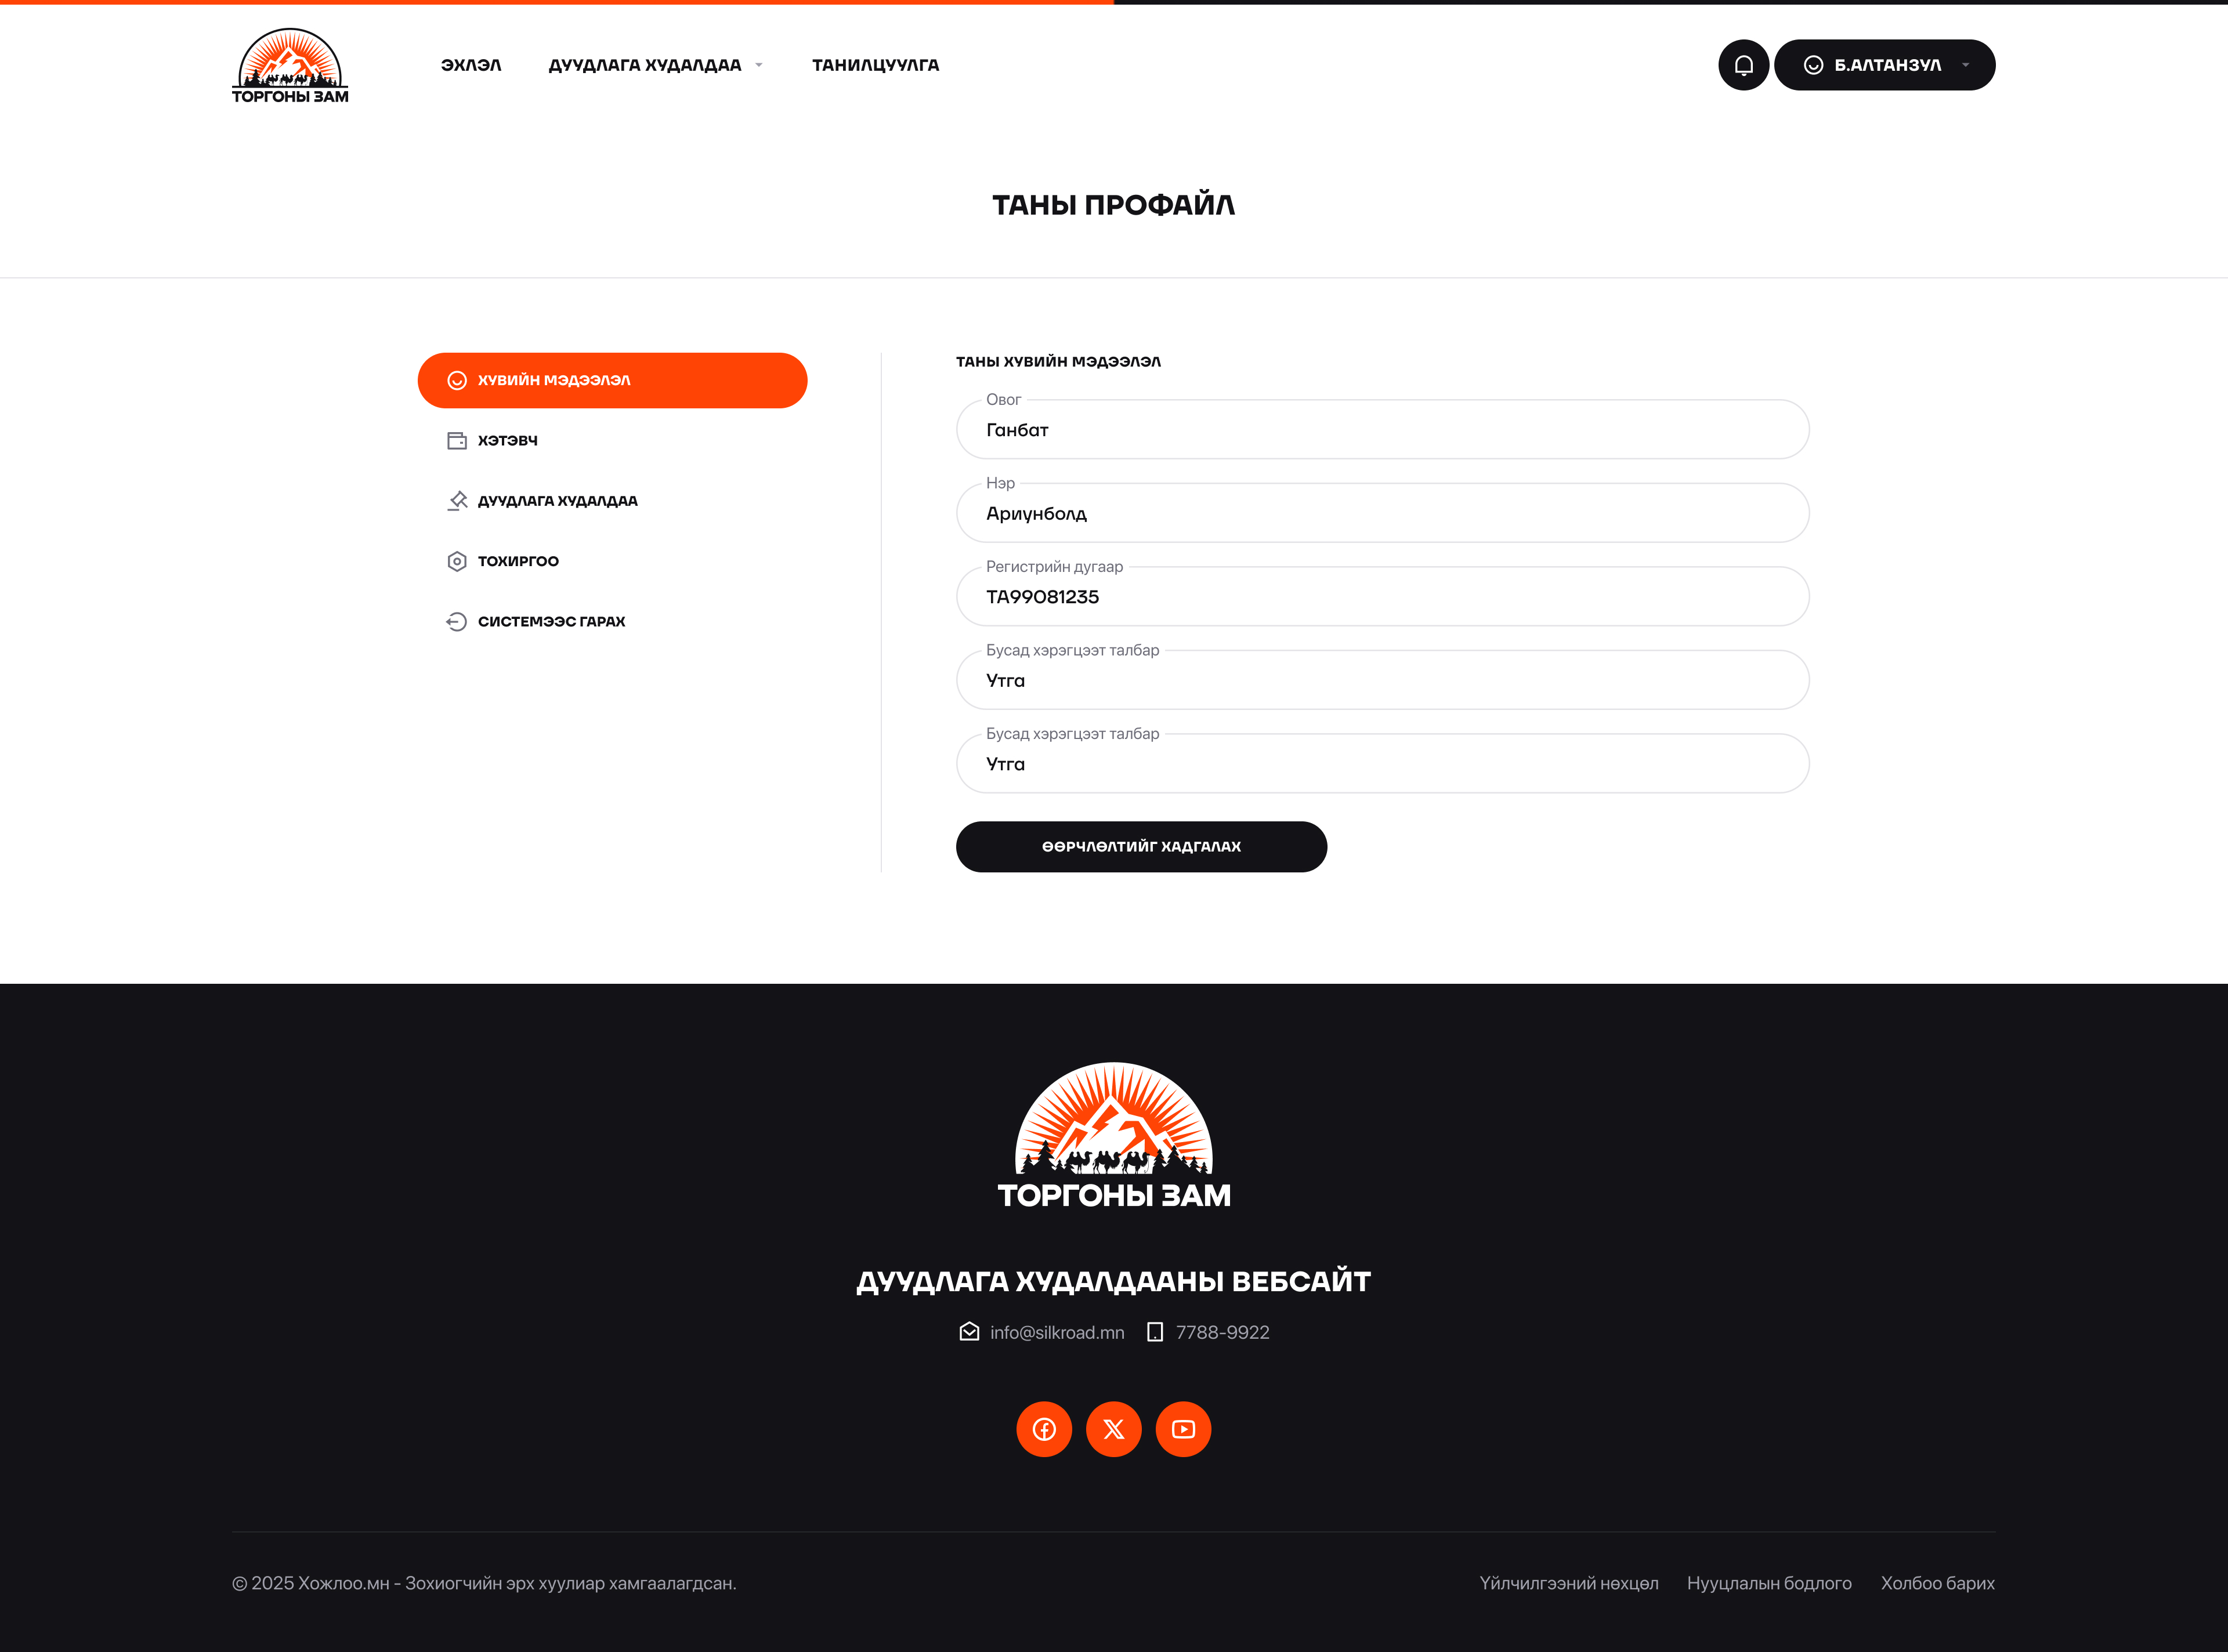 ТОРГОНЫ ЗАМ
ЭХЛЭЛ ДУУДЛАГА ХУДАЛДАА ТАНИЛЦУУЛГА
Б.АЛТАНЗУЛ
ТАНЫ ПРОФАЙЛ
ХУВИЙН МЭДЭЭЛЭЛ
ХЭТЭВЧ
ДУУДЛАГА ХУДАЛДАА
ТОХИРГОО
СИСТЕМЭЭС ГАРАХ
ТАНЫ ХУВИЙН МЭДЭЭЛЭЛ
Овог
Ганбат
Нэр
Ариунболд
Регистрийн дугаар
ТА99081235
Бусад хэрэгцээт талбар
Утга
Бусад хэрэгцээт талбар
Утга
ӨӨРЧЛӨЛТИЙГ ХАДГАЛАХ
ТОРГОНЫ ЗАМ
ДУУДЛАГА ХУДАЛДААНЫ ВЕБСАЙТ
info@silkroad.mn 7788-9922
© 2025 Хожлоо.мн - Зохиогчийн эрх хуулиар хамгаалагдсан.
Үйлчилгээний нөхцөл Нууцлалын бодлого Холбоо барих